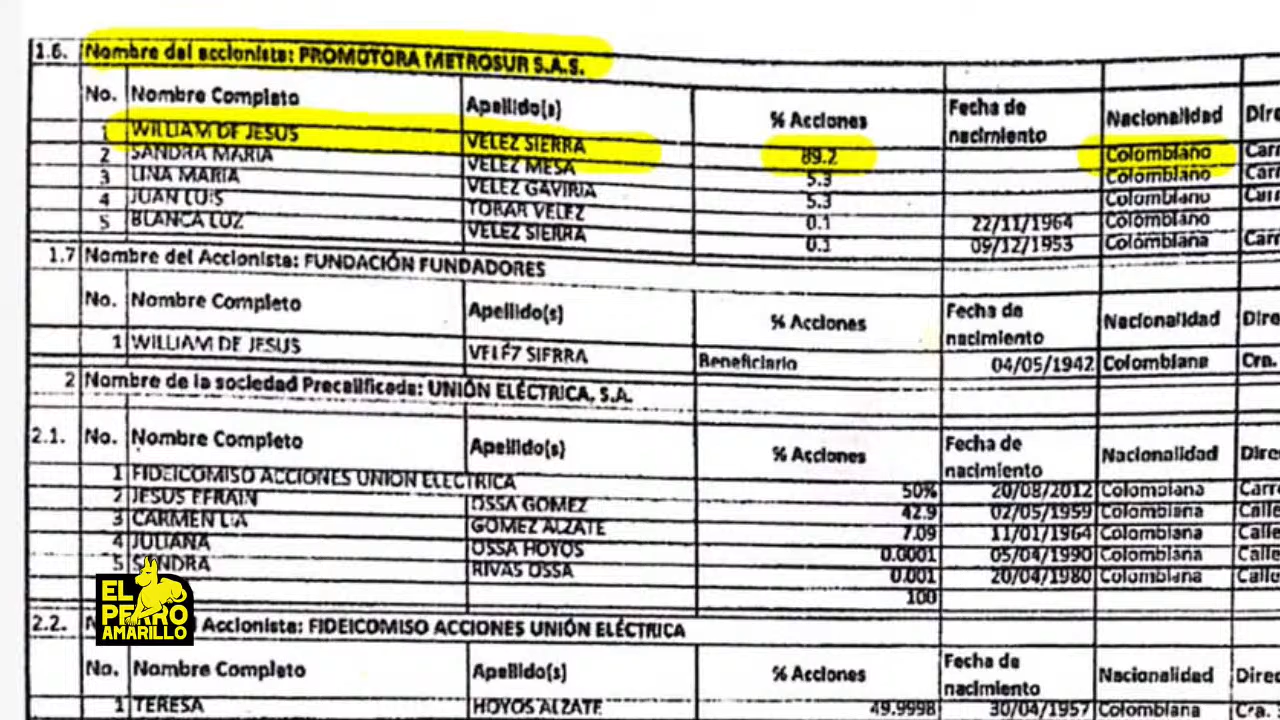 1.6. Nombre del accionista: PROMOTORA METROSUR S.A.S.
No. Nombre Completo Apellido(s) % Acciones Fecha de nacimiento Nacionalidad
1 WILLIAM DE JESUS VELEZ SIERRA 89.2 Colombiano
2 SANDRA MARIA VELEZ MESA 5.3 Colombiano
3 LINA MARIA VELEZ GAVIRIA 5.3 Colombiano
4 JUAN LUIS TOBAR VELEZ 0.1 22/11/1964 Colombiano
5 BLANCA LUZ VELEZ SIERRA 0.1 09/12/1953 Colombiana
1.7 Nombre del Accionista: FUNDACIÓN FUNDADORES
No. Nombre Completo Apellido(s) % Acciones Fecha de nacimiento Nacionalidad
1 WILLIAM DE JESUS VELEZ SIERRA Beneficiario 04/05/1942 Colombiana Cra.
2 Nombre de la sociedad Precalificada: UNIÓN ELÉCTRICA, S.A.
2.1. No. Nombre Completo Apellido(s) % Acciones Fecha de nacimiento Nacionalidad
1 FIDEICOMISO ACCIONES UNION ELECTRICA 50% 20/08/2012 Colombiana
2 JESUS EFRAIN OSSA GOMEZ 42.9 02/05/1959 Colombiana Calle
3 CARMEN LIA GOMEZ ALZATE 7.09 11/01/1964 Colombiana Calle
4 JULIANA OSSA HOYOS 0.0001 05/04/1990 Colombiana Calle
5 SANDRA RIVAS OSSA 0.001 20/04/1980 Colombiana Calle
100
2.2. Accionista: FIDEICOMISO ACCIONES UNIÓN ELÉCTRICA
No. Nombre Completo Apellido(s) % Acciones Fecha de nacimiento Nacionalidad
1 TERESA HOYOS ALZATE 49.9998 30/04/1957 Colombiana Cra.
EL
PERRO
AMARILLO